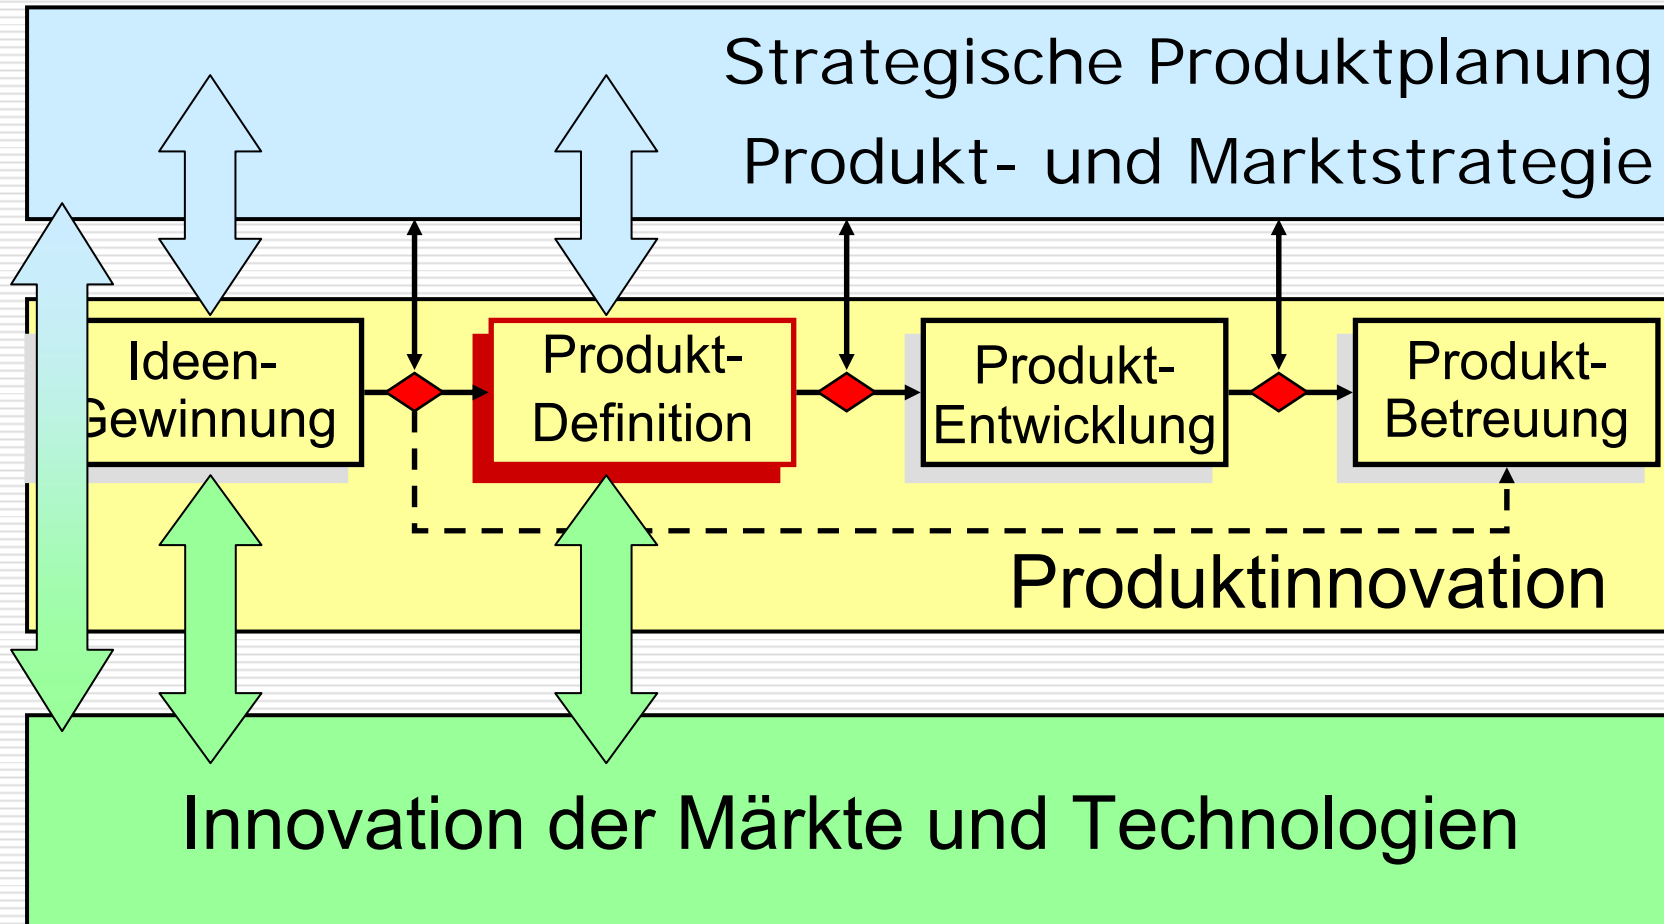 Strategische Produktplanung
Produkt- und Marktstrategie
Ideen-
Gewinnung
Produkt-
Definition
Produkt-
Entwicklung
Produkt-
Betreuung
Produktinnovation
Innovation der Märkte und Technologien